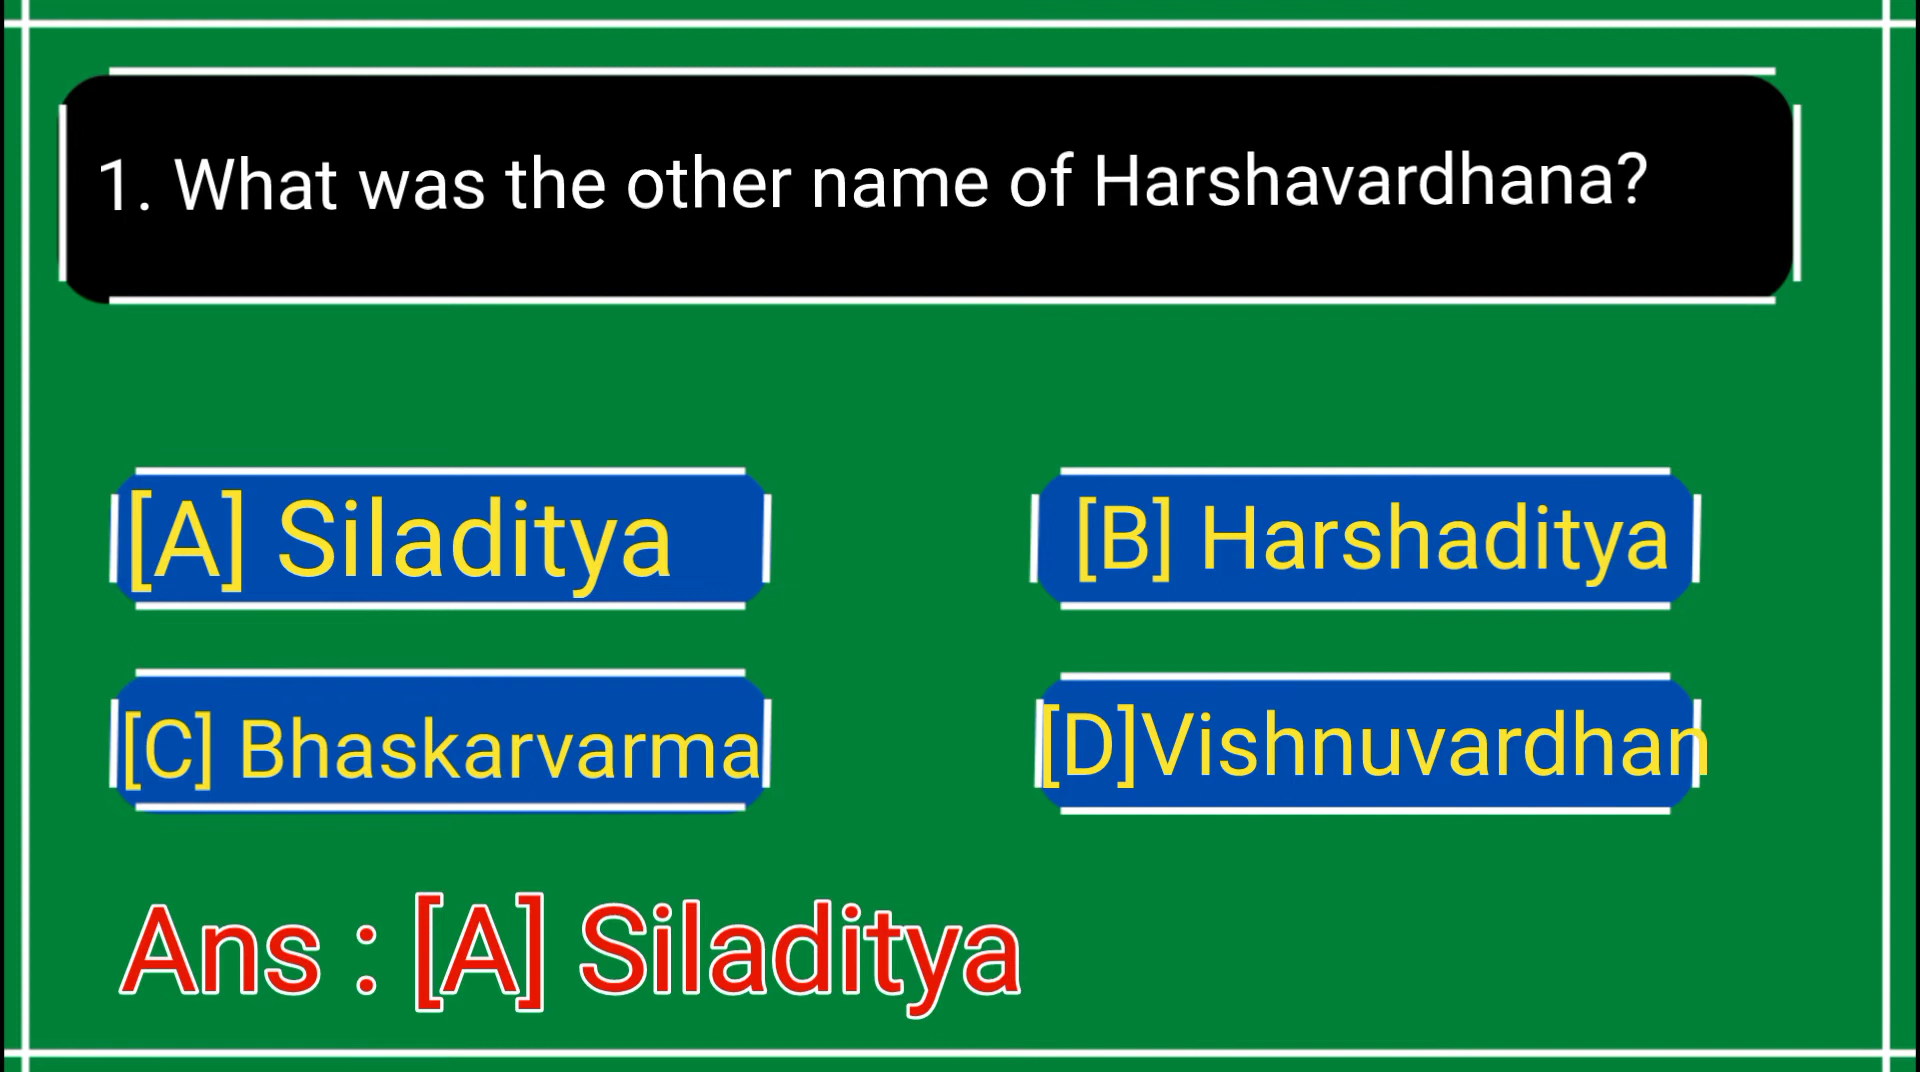 1. What was the other name of Harshavardhana?
[A] Siladitya
[B] Harshaditya
[C] Bhaskarvarma
[D]Vishnuvardhan
Ans : [A] Siladitya